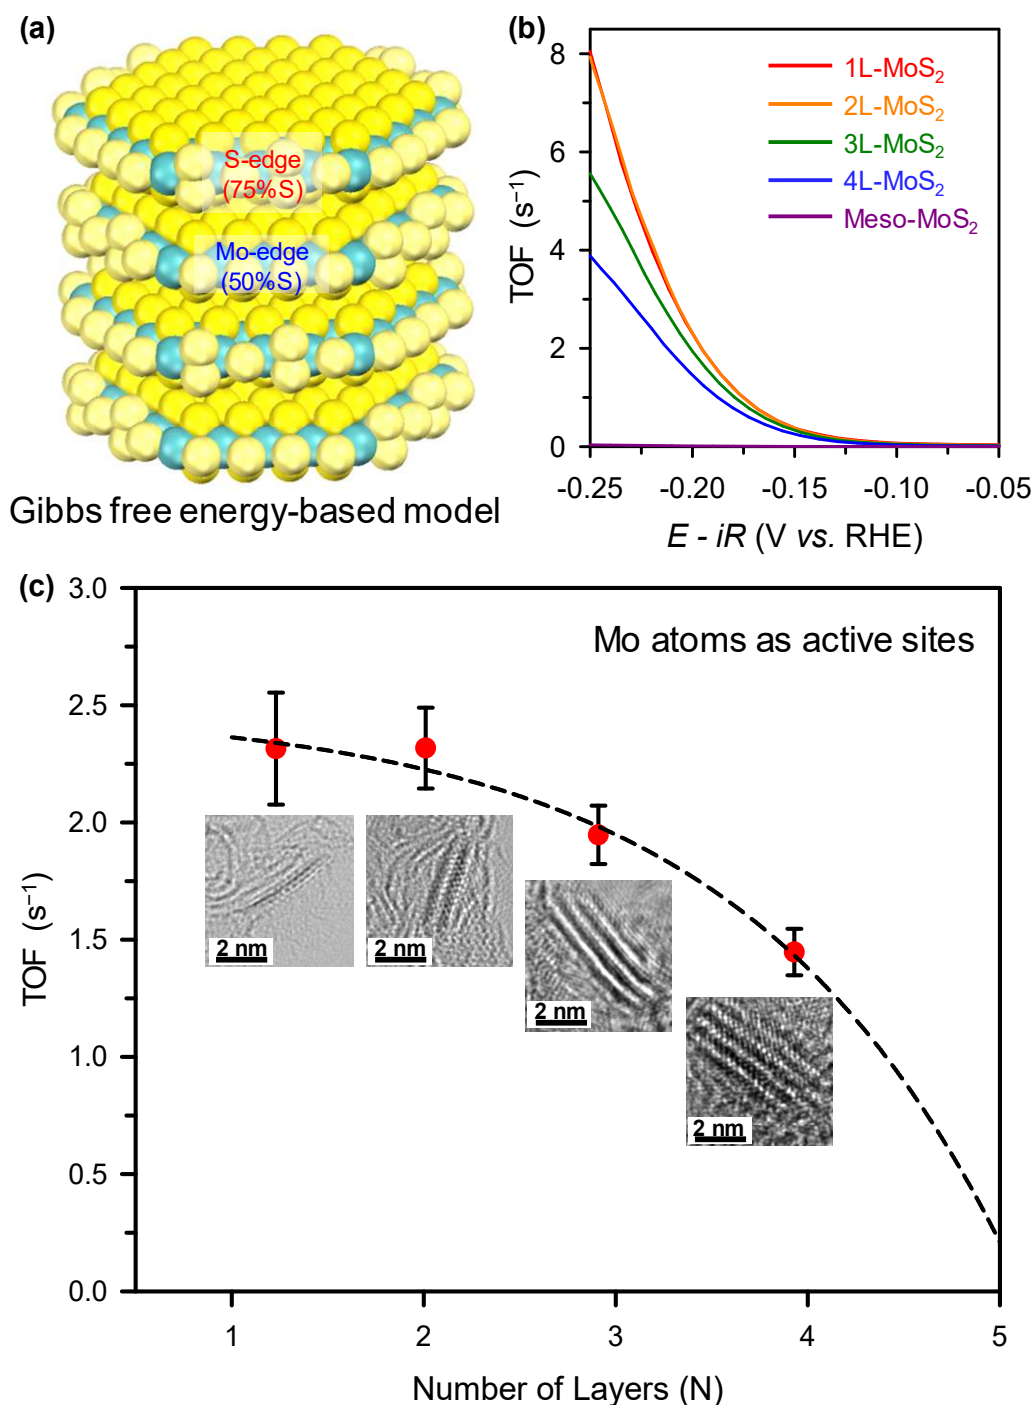 (a)
S-edge
(75%S)
Mo-edge
(50%S)
Gibbs free energy-based model
(b)
8
6
4
2
0
TOF (s⁻¹)
1L-MoS₂
2L-MoS₂
3L-MoS₂
4L-MoS₂
Meso-MoS₂
-0.25 -0.20 -0.15 -0.10 -0.05
E - iR (V vs. RHE)
(c)
3.0
2.5
2.0
1.5
1.0
0.5
0.0
TOF (s⁻¹)
Mo atoms as active sites
2 nm
2 nm
2 nm
2 nm
1 2 3 4 5
Number of Layers (N)